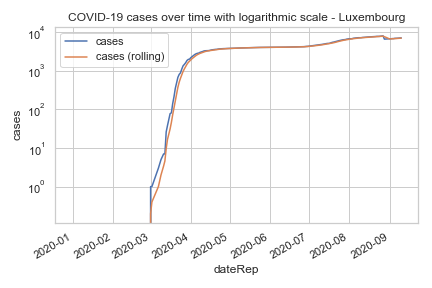 COVID-19 cases over time with logarithmic scale - Luxembourg
cases
cases (rolling)
10⁴
10³
10²
10¹
10⁰
cases
2020-01
2020-02
2020-03
2020-04
2020-05
2020-06
2020-07
2020-08
2020-09
dateRep